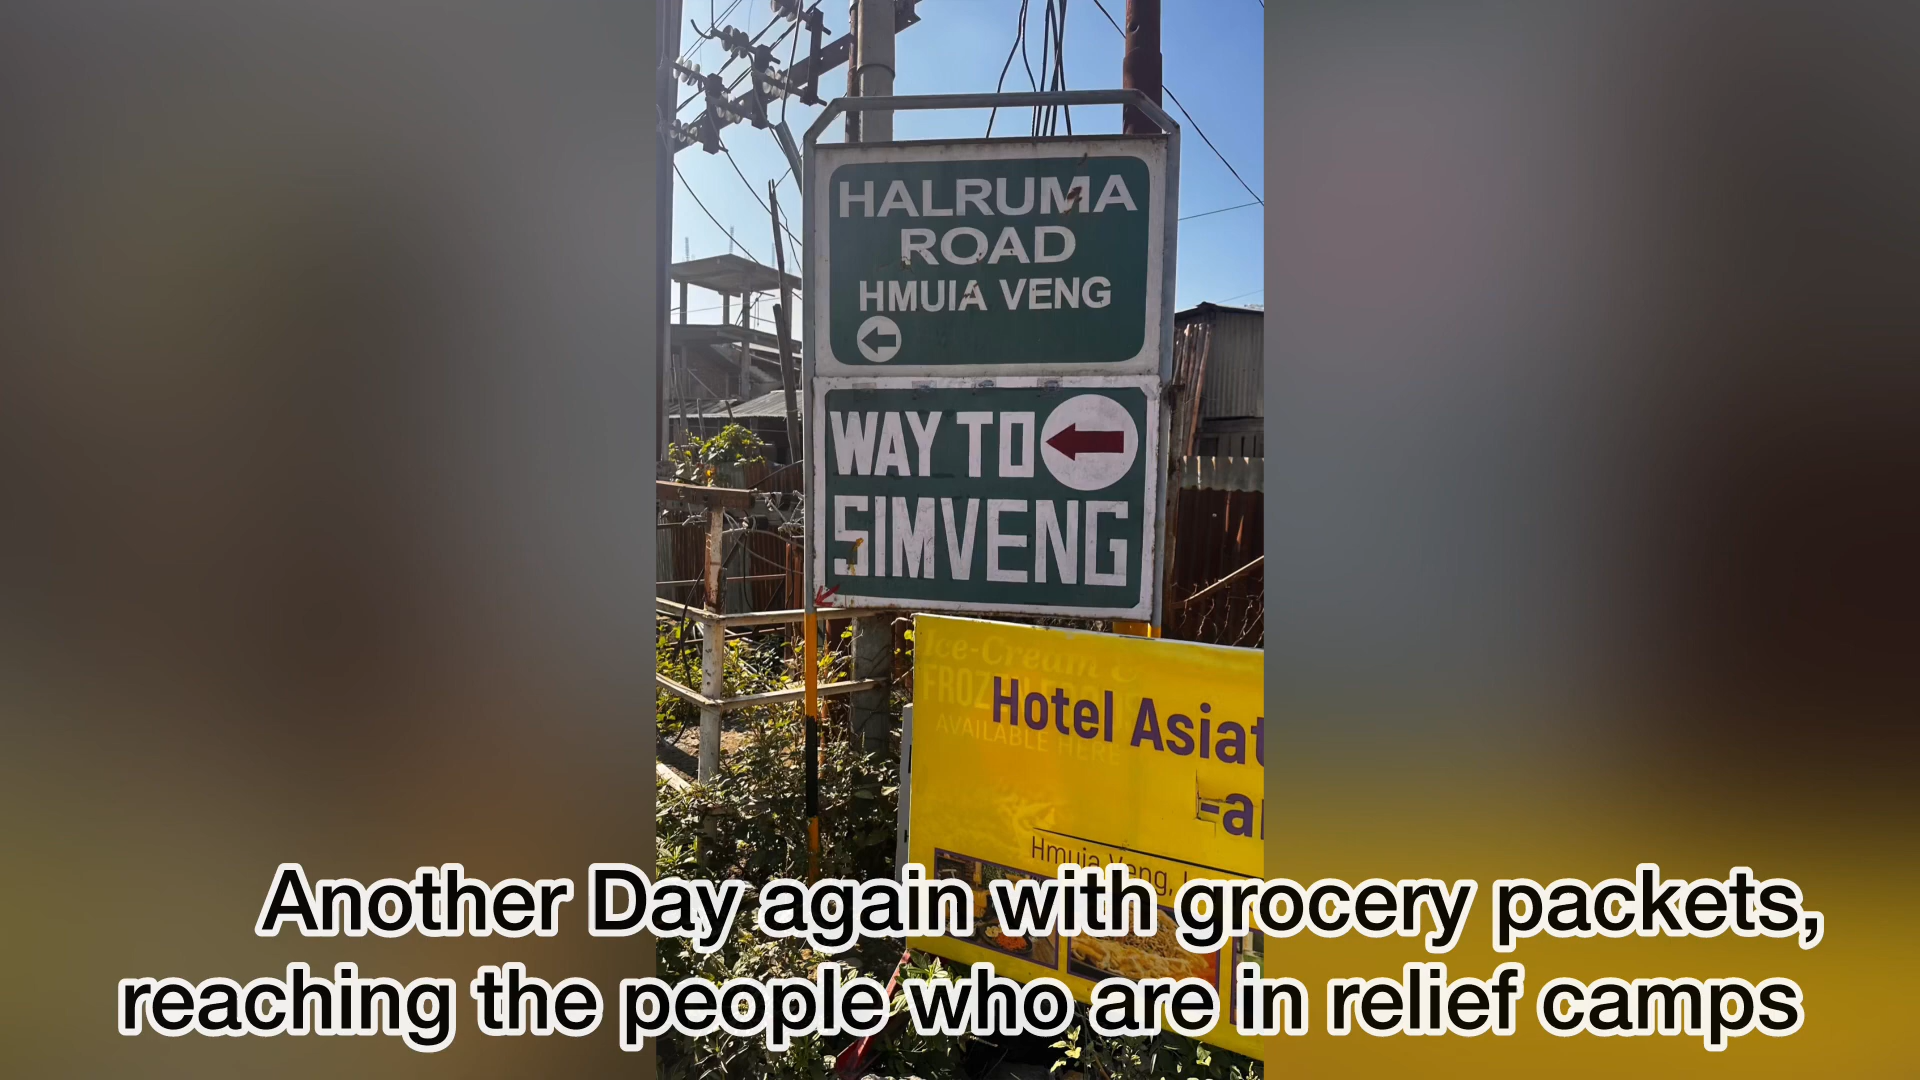 HALRUMA
ROAD
HMUIA VENG
WAY TO
SIMVENG
Ice-Cream &
AVAILABLE HERE
Hotel Asiat
-a
Hmuia Veng,
Another Day again with grocery packets,
reaching the people who are in relief camps